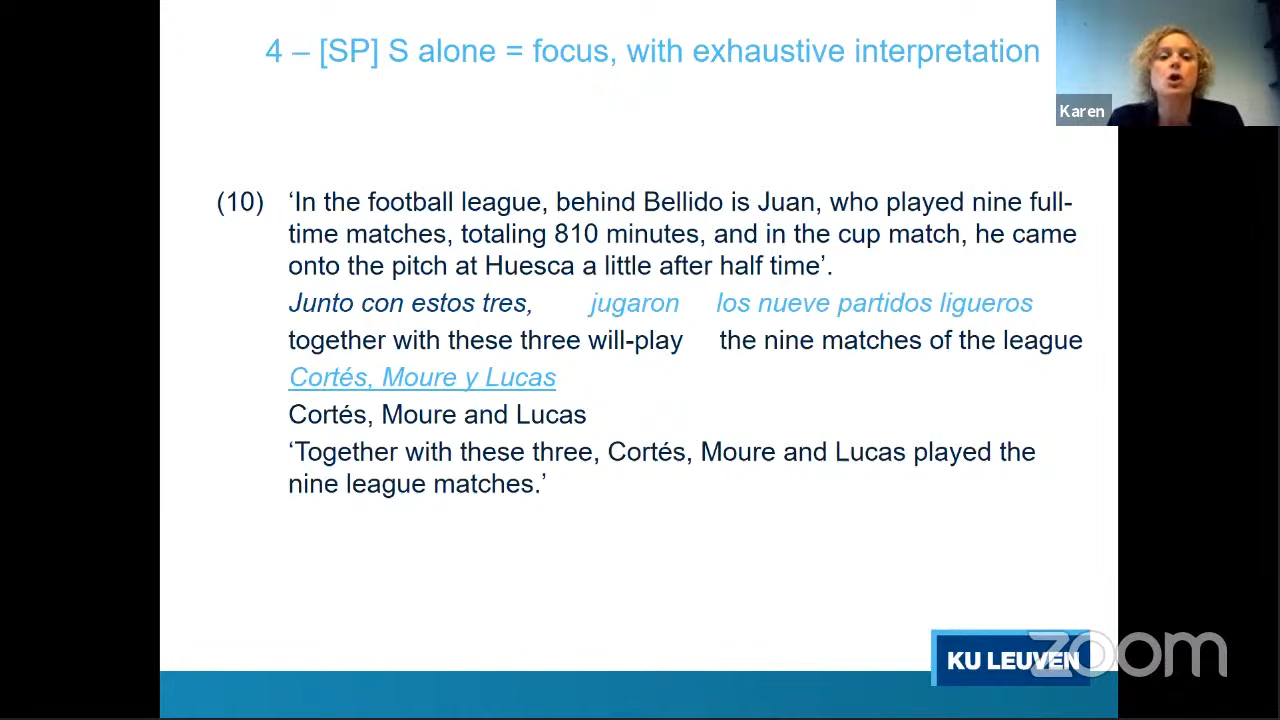 4 – [SP] S alone = focus, with exhaustive interpretation
Karen
(10) ‘In the football league, behind Bellido is Juan, who played nine full-
time matches, totaling 810 minutes, and in the cup match, he came
onto the pitch at Huesca a little after half time’.
Junto con estos tres, jugaron los nueve partidos ligueros
together with these three will-play the nine matches of the league
Cortés, Moure y Lucas
Cortés, Moure and Lucas
‘Together with these three, Cortés, Moure and Lucas played the
nine league matches.’
KU LEUVEN
zoom